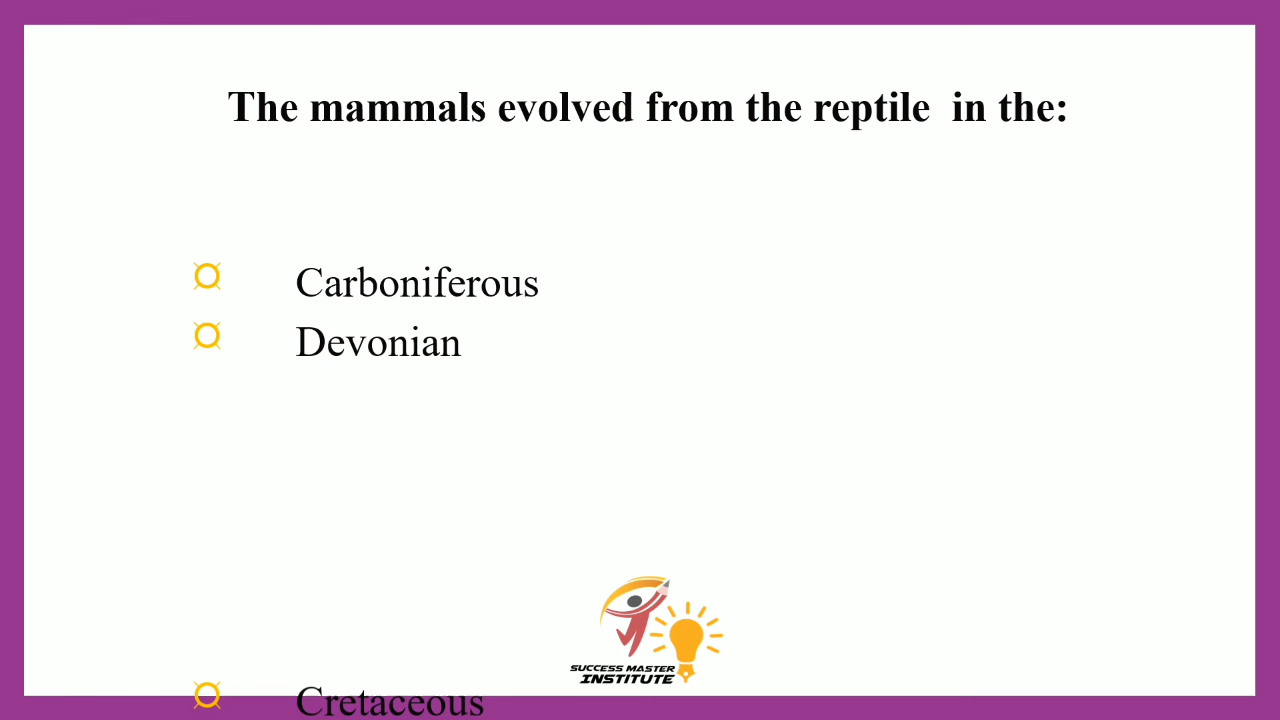 The mammals evolved from the reptile in the:
Carboniferous
Devonian
SUCCESS MASTER
INSTITUTE
Cretaceous